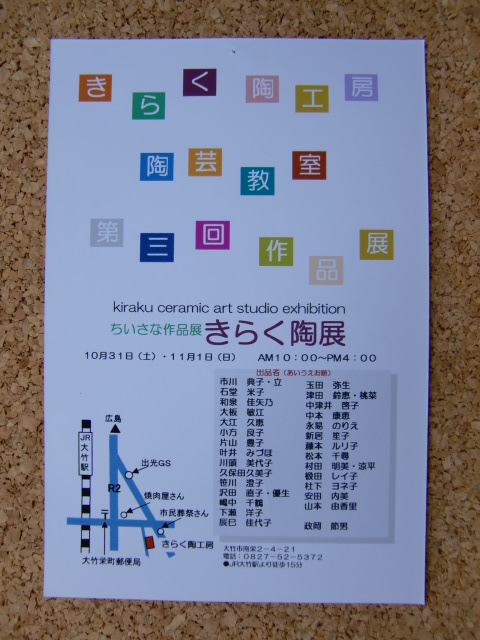 きらく陶工房
陶芸教室
第三回作品展
kiraku ceramic art studio exhibition
ちいさな作品展 きらく陶展
10月31日(土)・11月1日(日) AM10:00〜PM4:00
出品者(あいうえお順)
市川 典子・立
石堂 米子
和泉 佳矢乃
大板 敏江
大江 久恵
小方 良子
片山 豊子
叶井 みづほ
川頭 美代子
久保田久美子
笹川 澄子
沢田 直子・優生
嶋中 千鶴
下瀬 洋子
辰巳 佳代子
玉田 弥生
津田 鈴恵・桃菜
中津井 啓子
中本 康恵
永易 のりえ
新居 笙子
藤本 ルリ子
松本 千尋
村田 明美・涼平
毅田 レイ子
社下 ヨネ子
安田 内美
山本 由香里
政岡 節男
広島
JR大竹駅
出光GS
R2
焼肉屋さん
〒
市民葬祭さん
きらく陶工房
大竹栄町郵便局
大竹市南栄2-4-21
電話:0827-52-5372
●JR大竹駅より徒歩15分